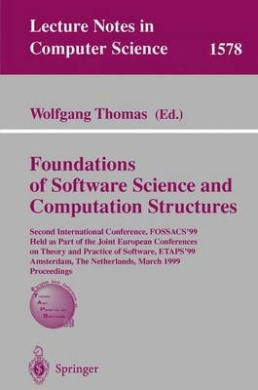 Lecture Notes in
Computer Science
1578
Wolfgang Thomas (Ed.)
Foundations
of Software Science and
Computation Structures
Second International Conference, FOSSACS'99
Held as Part of the Joint European Conferences
on Theory and Practice of Software, ETAPS'99
Amsterdam, The Netherlands, March 1999
Proceedings
Springer